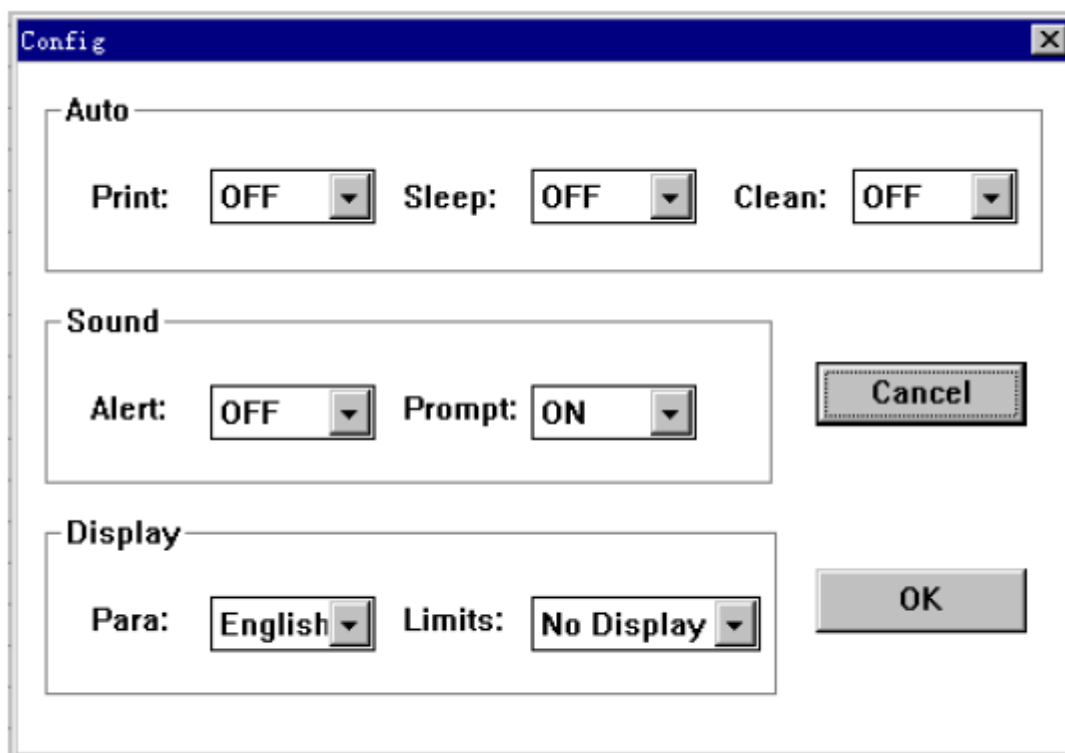 Config
Auto
Print: OFF Sleep: OFF Clean: OFF
Sound
Alert: OFF Prompt: ON
Cancel
Display
Para: English Limits: No Display
OK